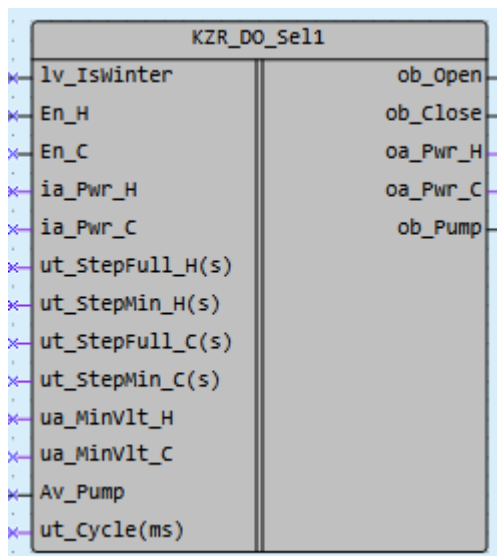 KZR_DO_Sel1
lv_IsWinter
ob_Open
En_H
ob_Close
En_C
oa_Pwr_H
ia_Pwr_H
oa_Pwr_C
ia_Pwr_C
ob_Pump
ut_StepFull_H(s)
ut_StepMin_H(s)
ut_StepFull_C(s)
ut_StepMin_C(s)
ua_MinVlt_H
ua_MinVlt_C
Av_Pump
ut_Cycle(ms)